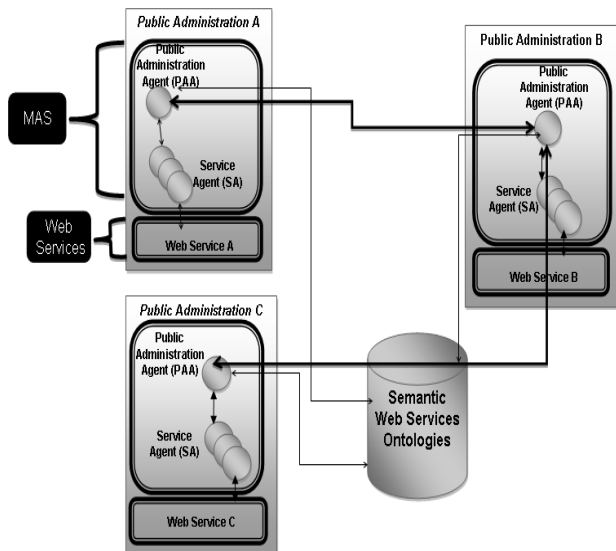 Public Administration A
Public
Administration
Agent (PAA)
MAS
Service
Agent (SA)
Web
Services
Web Service A
Public Administration B
Public
Administration
Agent (PAA)
Service
Agent (SA)
Web Service B
Public Administration C
Public
Administration
Agent (PAA)
Service
Agent (SA)
Web Service C
Semantic
Web Services
Ontologies